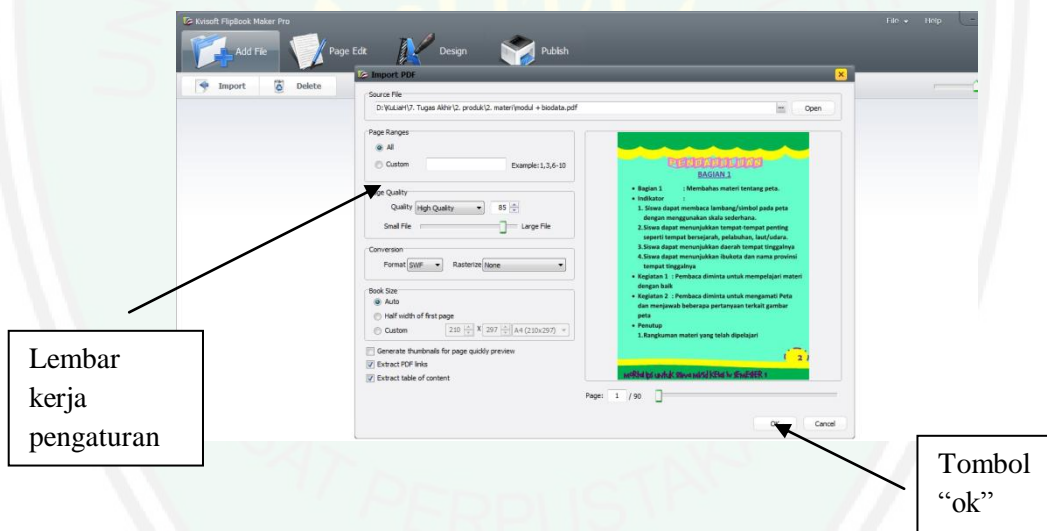 Kvisoft FlipBook Maker Pro
File Help
Add File Page Edit Design Publish
Import Delete
Import PDF
Source File
D:\KuLiaH\7. Tugas Akhir\2. produk\2. materi\modul + biodata.pdf
Open
Page Ranges
All
Custom Example:1,3,6-10
Page Quality
Quality High Quality 85
Small File Large File
Conversion
Format SWF Rasterize None
Book Size
Auto
Half width of first page
Custom 210 X 297 A4 (210x297)
Generate thumbnails for page quickly preview
Extract PDF links
Extract table of content
PENDAHULUAN
BAGIAN 1
• Bagian 1 : Membahas materi tentang peta.
• Indikator :
1. Siswa dapat membaca lambang/simbol pada peta
dengan menggunakan skala sederhana.
2.Siswa dapat menunjukkan tempat-tempat penting
seperti tempat bersejarah, pelabuhan, laut/udara.
3.Siswa dapat menunjukkan daerah tempat tinggalnya
4.Siswa dapat menunjukkan ibukota dan nama provinsi
tempat tinggalnya
• Kegiatan 1 : Pembaca diminta untuk mempelajari materi
dengan baik
• Kegiatan 2 : Pembaca diminta untuk mengamati Peta
dan menjawab beberapa pertanyaan terkait gambar
peta
• Penutup
1.Rangkuman materi yang telah dipelajari
2
Page: 1 / 90
OK Cancel
Lembar
kerja
pengaturan
Tombol
“ok”
PERPUSTAK